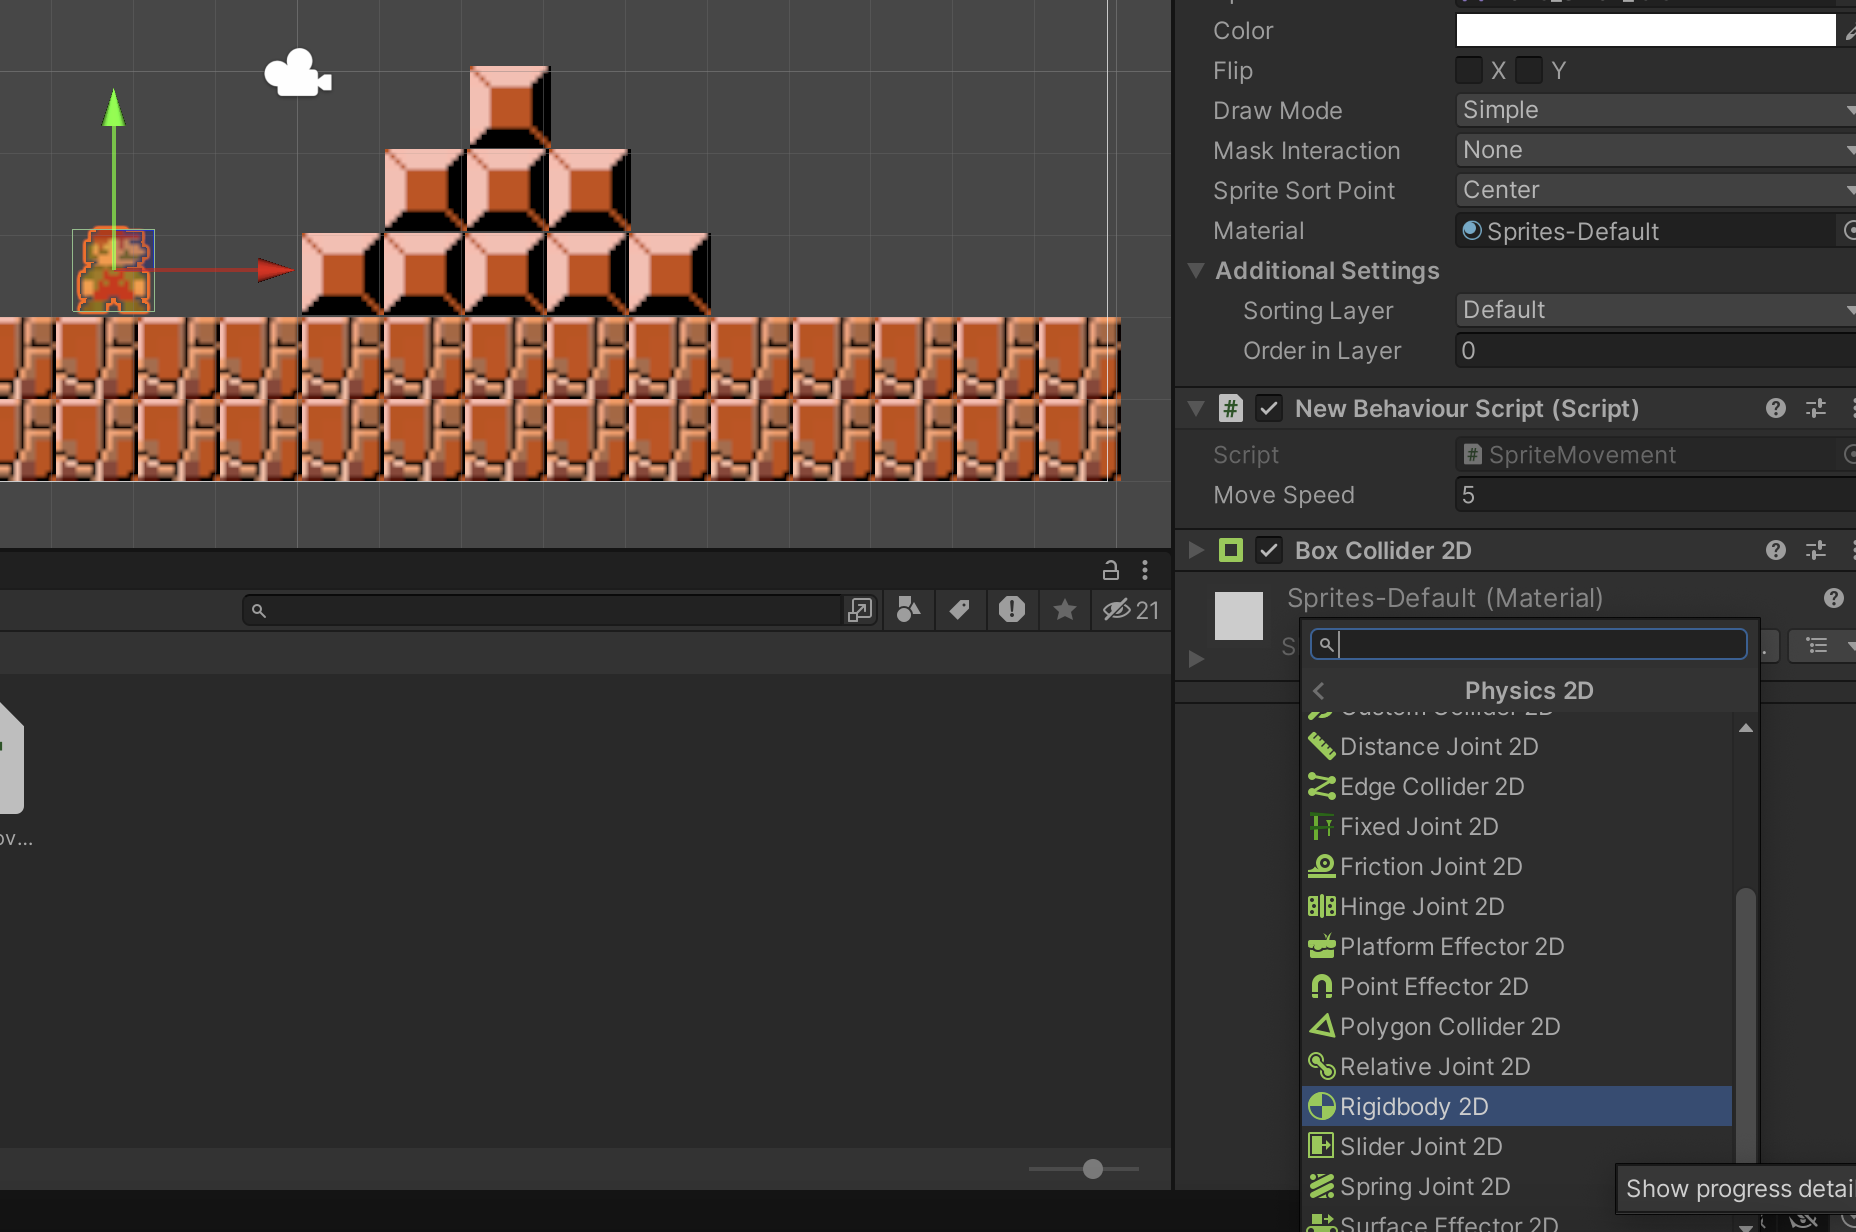 Color
Flip X Y
Draw Mode Simple
Mask Interaction None
Sprite Sort Point Center
Material Sprites-Default
Additional Settings
Sorting Layer Default
Order in Layer 0
# New Behaviour Script (Script)
Script # SpriteMovement
Move Speed 5
Box Collider 2D
21
Sprites-Default (Material)
S
Physics 2D
Custom Collider 2D
Distance Joint 2D
Edge Collider 2D
Fixed Joint 2D
Friction Joint 2D
ov...
Hinge Joint 2D
Platform Effector 2D
Point Effector 2D
Polygon Collider 2D
Relative Joint 2D
Rigidbody 2D
Slider Joint 2D
Spring Joint 2D
Show progress detai
Surface Effector 2D